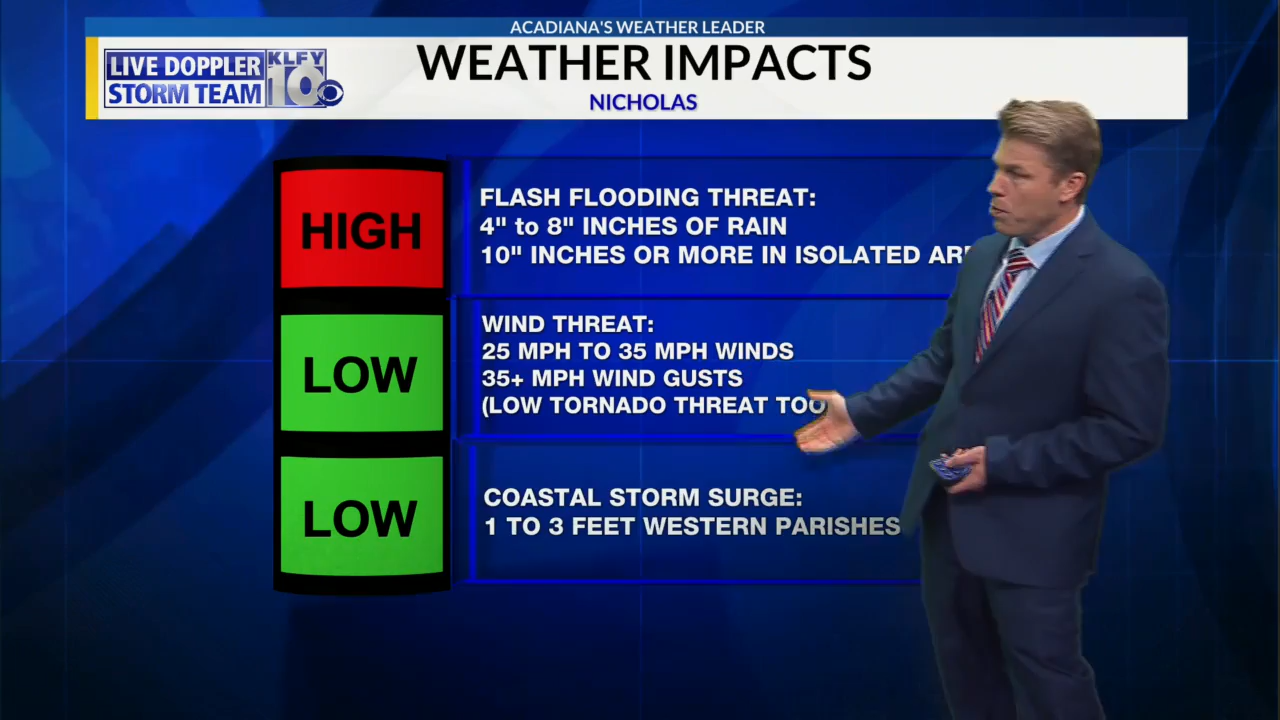 ACADIANA'S WEATHER LEADER
LIVE DOPPLER
STORM TEAM
KLFY
10
WEATHER IMPACTS
NICHOLAS
HIGH
FLASH FLOODING THREAT:
4" to 8" INCHES OF RAIN
10" INCHES OR MORE IN ISOLATED
LOW
WIND THREAT:
25 MPH TO 35 MPH WINDS
35+ MPH WIND GUSTS
(LOW TORNADO THREAT TOO
LOW
COASTAL STORM SURGE:
1 TO 3 FEET WESTERN PARISHES